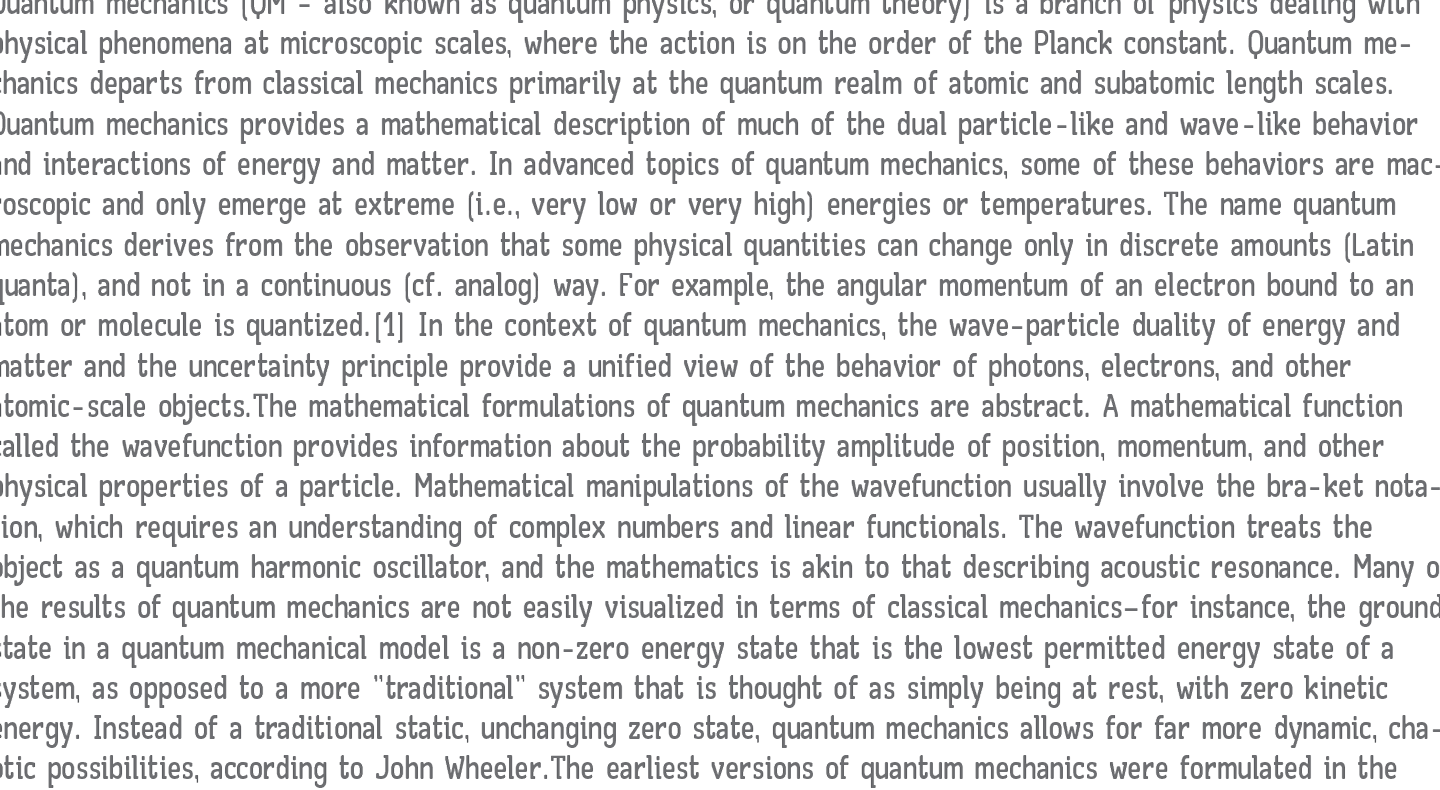 Quantum mechanics (QM – also known as quantum physics, or quantum theory) is a branch of physics dealing with
physical phenomena at microscopic scales, where the action is on the order of the Planck constant. Quantum me-
chanics departs from classical mechanics primarily at the quantum realm of atomic and subatomic length scales.
Quantum mechanics provides a mathematical description of much of the dual particle-like and wave-like behavior
and interactions of energy and matter. In advanced topics of quantum mechanics, some of these behaviors are mac-
roscopic and only emerge at extreme (i.e., very low or very high) energies or temperatures. The name quantum
mechanics derives from the observation that some physical quantities can change only in discrete amounts (Latin
quanta), and not in a continuous (cf. analog) way. For example, the angular momentum of an electron bound to an
atom or molecule is quantized.[1] In the context of quantum mechanics, the wave–particle duality of energy and
matter and the uncertainty principle provide a unified view of the behavior of photons, electrons, and other
atomic-scale objects.The mathematical formulations of quantum mechanics are abstract. A mathematical function
called the wavefunction provides information about the probability amplitude of position, momentum, and other
physical properties of a particle. Mathematical manipulations of the wavefunction usually involve the bra-ket nota-
tion, which requires an understanding of complex numbers and linear functionals. The wavefunction treats the
object as a quantum harmonic oscillator, and the mathematics is akin to that describing acoustic resonance. Many o
the results of quantum mechanics are not easily visualized in terms of classical mechanics—for instance, the ground
state in a quantum mechanical model is a non-zero energy state that is the lowest permitted energy state of a
system, as opposed to a more "traditional" system that is thought of as simply being at rest, with zero kinetic
energy. Instead of a traditional static, unchanging zero state, quantum mechanics allows for far more dynamic, cha-
otic possibilities, according to John Wheeler.The earliest versions of quantum mechanics were formulated in the